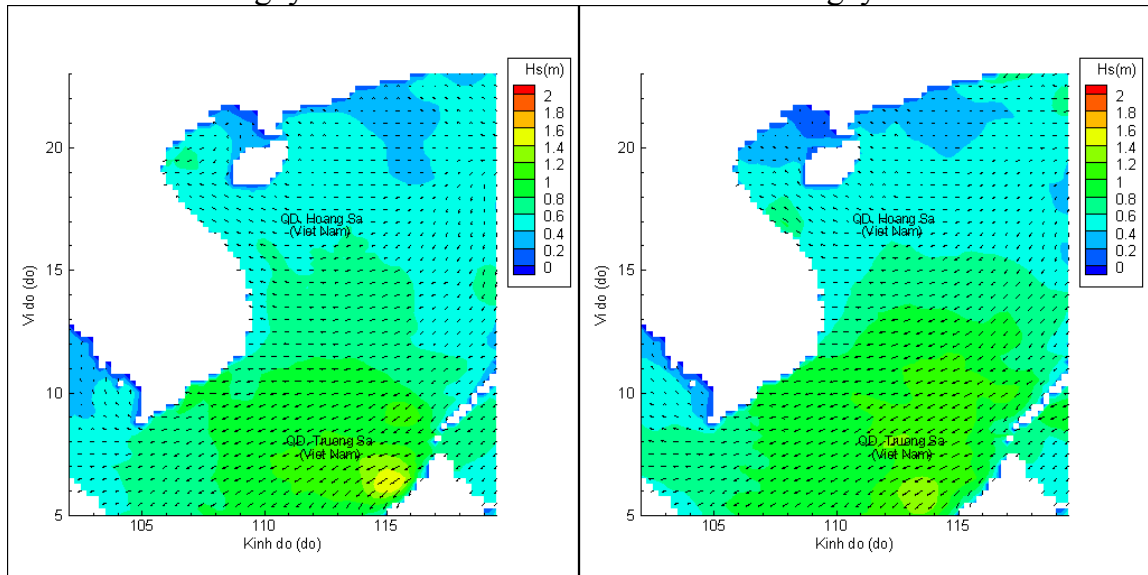 Hs(m)
2
1.8
1.6
1.4
1.2
1
0.8
0.6
0.4
0.2
0
20
15
10
5
Vi do (do)
QD. Hoang Sa
(Viet Nam)
QD. Truong Sa
(Viet Nam)
105
110
115
Kinh do (do)
Hs(m)
2
1.8
1.6
1.4
1.2
1
0.8
0.6
0.4
0.2
0
20
15
10
5
Vi do (do)
QD. Hoang Sa
(Viet Nam)
QD. Truong Sa
(Viet Nam)
105
110
115
Kinh do (do)